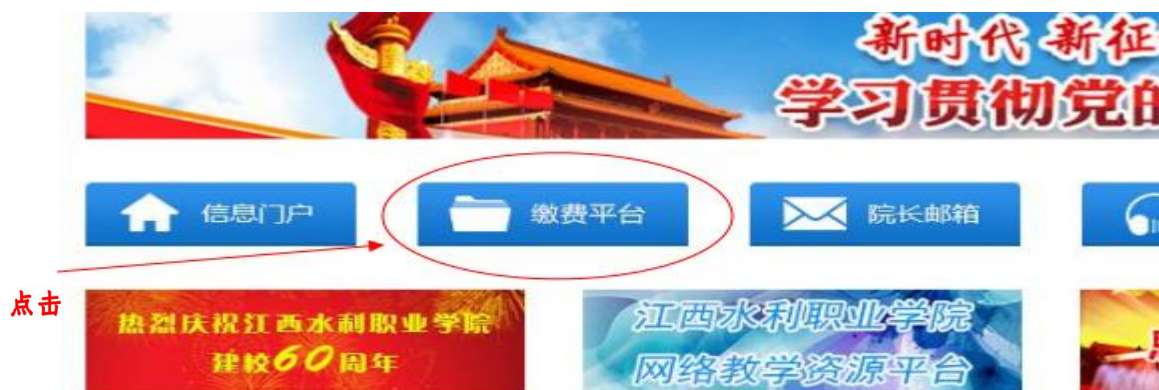 新时代 新征
学习贯彻党的
信息门户
缴费平台
院长邮箱
点击
热烈庆祝江西水利职业学院
建校60周年
江西水利职业学院
网络教学资源平台